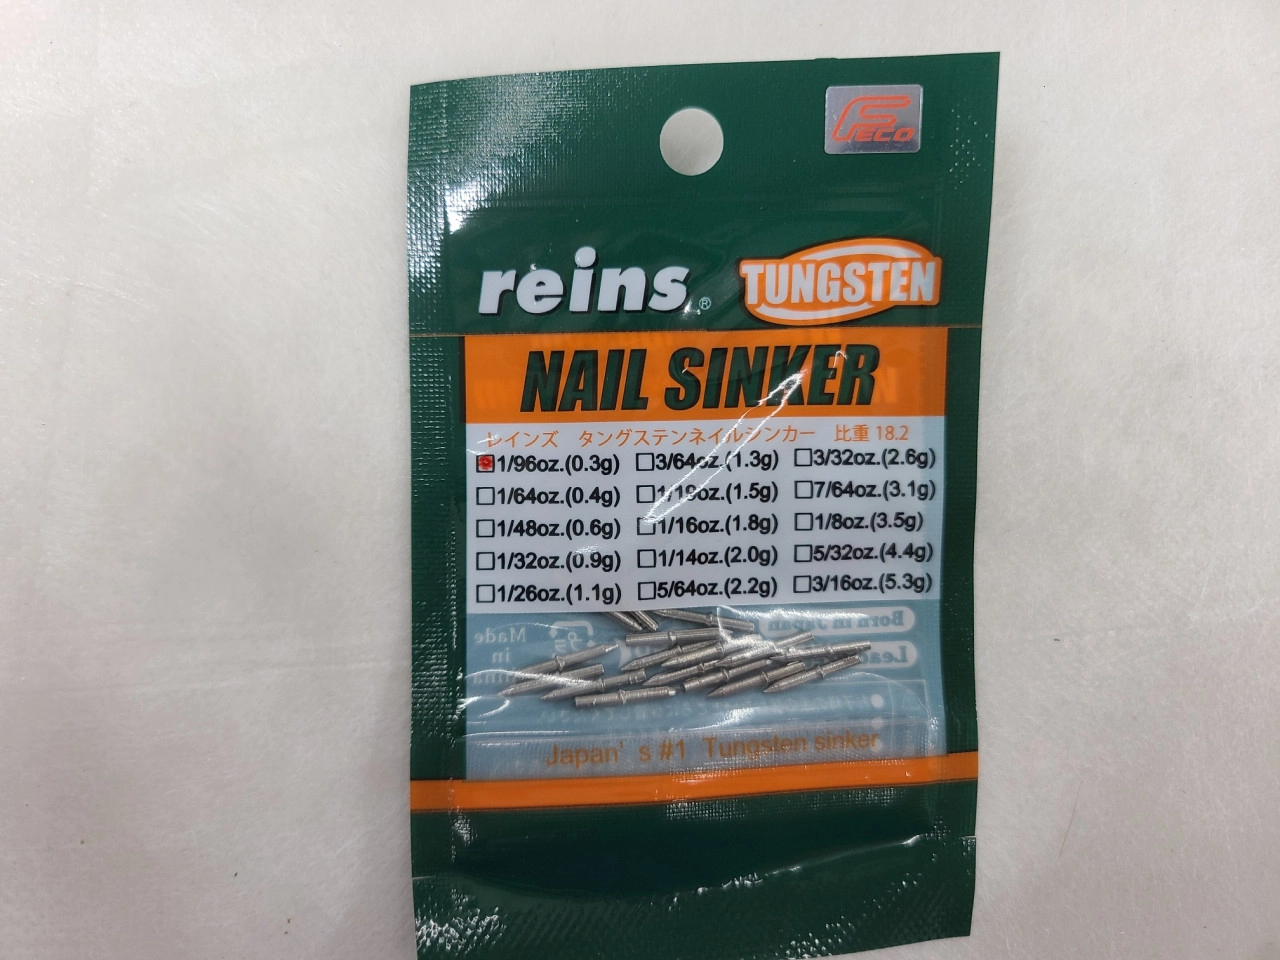 FECO
reins®
TUNGSTEN
NAIL SINKER
レインズ タングステンネイルシンカー 比重 18.2
1/96oz.(0.3g) 3/64oz.(1.3g) 3/32oz.(2.6g)
1/64oz.(0.4g) 1/19oz.(1.5g) 7/64oz.(3.1g)
1/48oz.(0.6g) 1/16oz.(1.8g) 1/8oz.(3.5g)
1/32oz.(0.9g) 1/14oz.(2.0g) 5/32oz.(4.4g)
1/26oz.(1.1g) 5/64oz.(2.2g) 3/16oz.(5.3g)
Born in Japan
Made
in
Japan's #1 Tungsten sinker